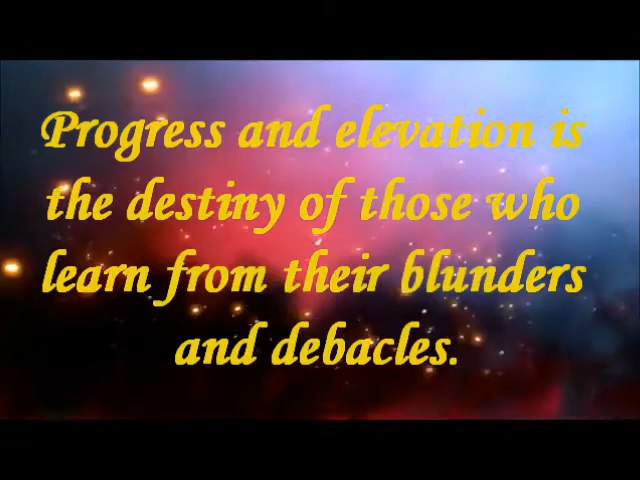 Progress and elevation is
the destiny of those who
learn from their blunders
and debacles.